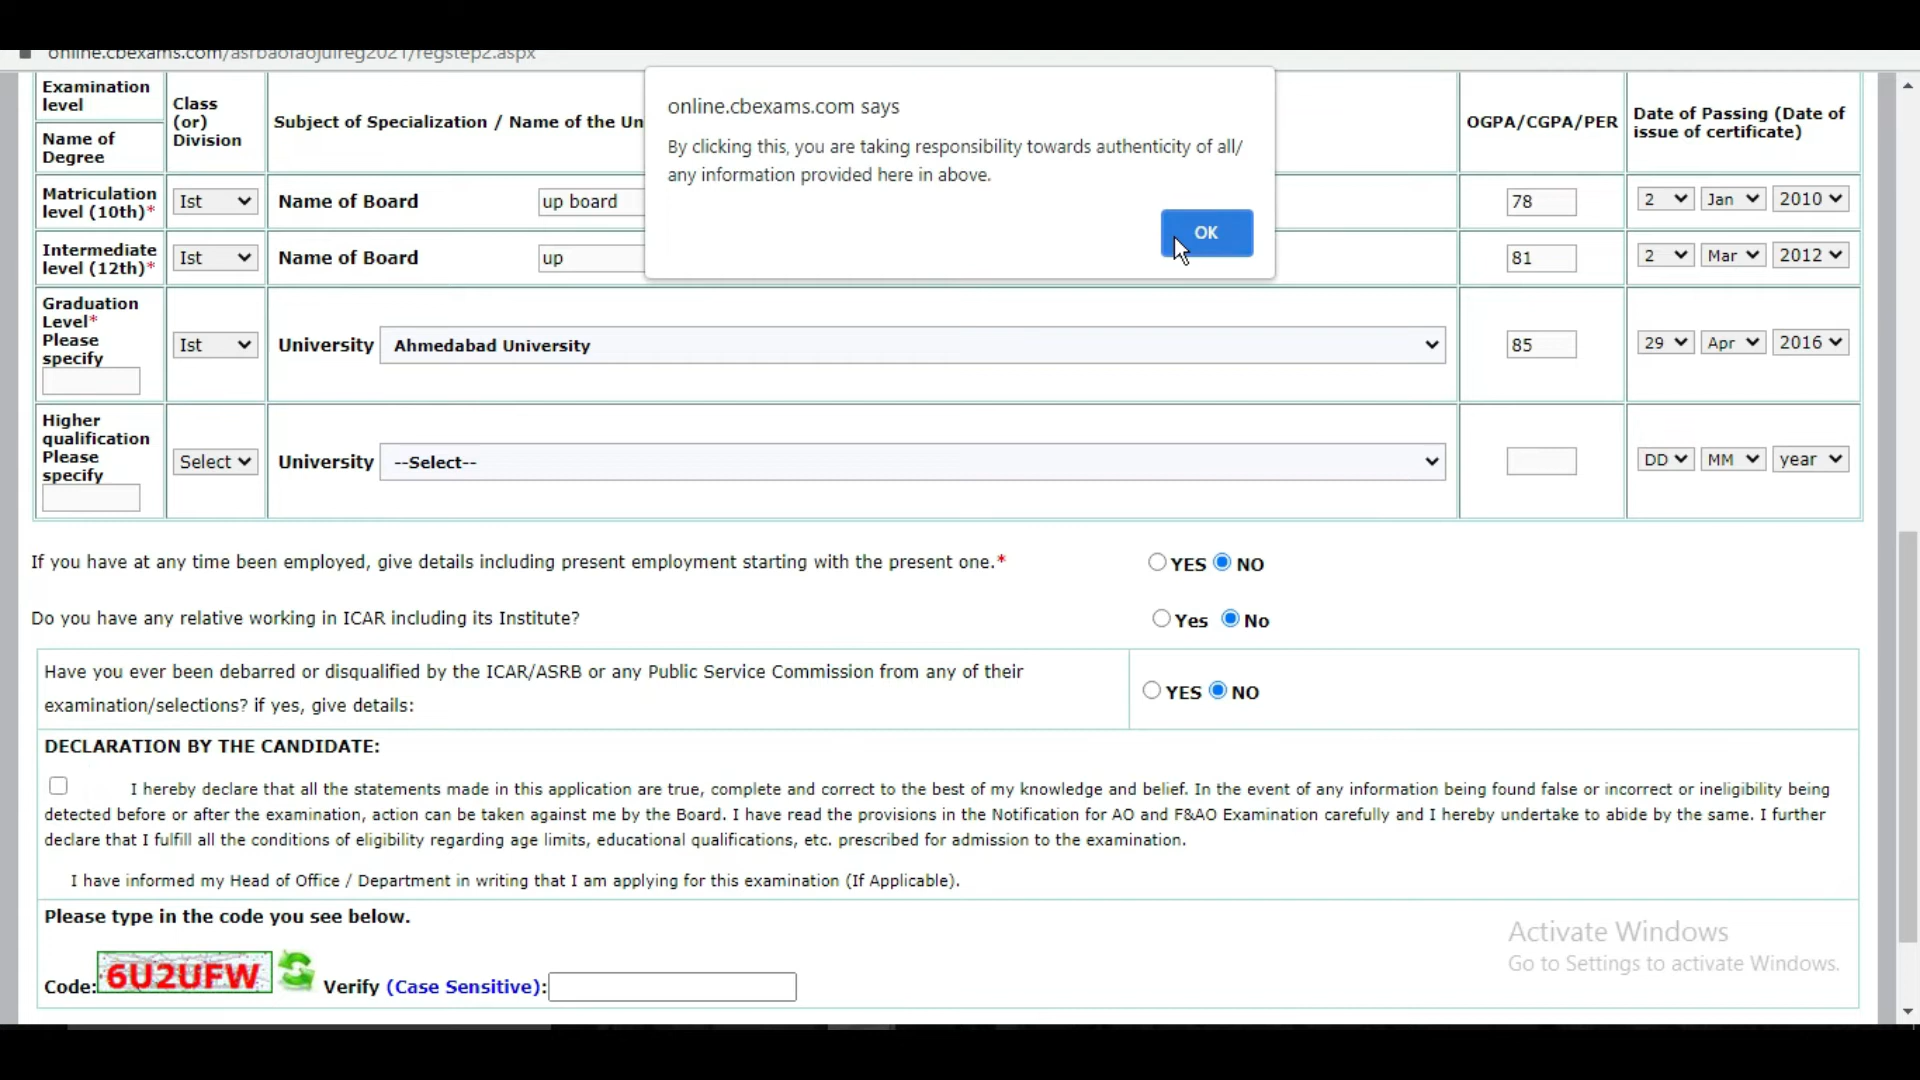 online.cbexams.com/asrbaofaojulreg2021/regstep2.aspx
online.cbexams.com says
By clicking this, you are taking responsibility towards authenticity of all/
any information provided here in above.
OK
Examination
level
Name of
Degree
Class
(or)
Division
Subject of Specialization / Name of the Un
OGPA/CGPA/PER
Date of Passing (Date of
issue of certificate)
Matriculation
level (10th)*
Ist
Name of Board
up board
78
2 Jan 2010
Intermediate
level (12th)*
Ist
Name of Board
up
81
2 Mar 2012
Graduation
Level*
Please
specify
Ist
University
Ahmedabad University
85
29 Apr 2016
Higher
qualification
Please
specify
Select
University
--Select--
DD MM year
If you have at any time been employed, give details including present employment starting with the present one.*
YES NO
Do you have any relative working in ICAR including its Institute?
Yes No
Have you ever been debarred or disqualified by the ICAR/ASRB or any Public Service Commission from any of their
examination/selections? if yes, give details:
YES NO
DECLARATION BY THE CANDIDATE:
I hereby declare that all the statements made in this application are true, complete and correct to the best of my knowledge and belief. In the event of any information being found false or incorrect or ineligibility being
detected before or after the examination, action can be taken against me by the Board. I have read the provisions in the Notification for AO and F&AO Examination carefully and I hereby undertake to abide by the same. I further
declare that I fulfill all the conditions of eligibility regarding age limits, educational qualifications, etc. prescribed for admission to the examination.
I have informed my Head of Office / Department in writing that I am applying for this examination (If Applicable).
Please type in the code you see below.
Code: 6U2UFW Verify (Case Sensitive):
Activate Windows
Go to Settings to activate Windows.